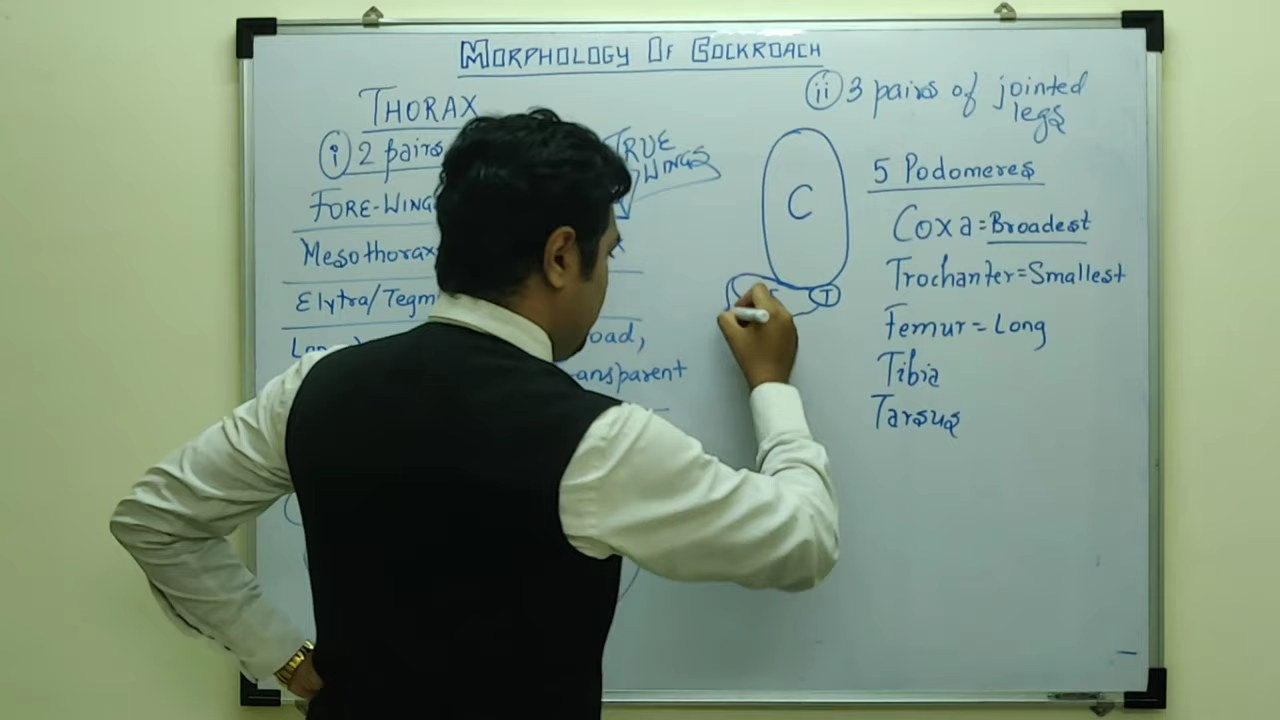 MORPHOLOGY OF COCKROACH
THORAX
(i) 2 pairs
FORE-WING
Mesothorax
Elytra/Tegm
TRUE
WINGS
oad,
ansparent
(ii) 3 pairs of jointed
legs
C
T
5 Podomeres
Coxa = Broadest
Trochanter = Smallest
Femur = Long
Tibia
Tarsus